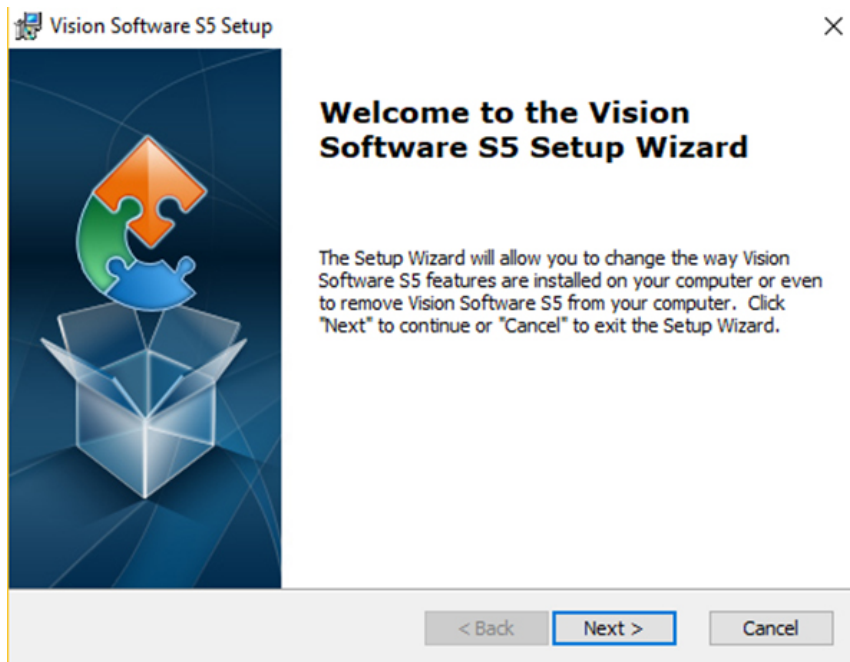 Vision Software S5 Setup
Welcome to the Vision
Software S5 Setup Wizard
The Setup Wizard will allow you to change the way Vision
Software S5 features are installed on your computer or even
to remove Vision Software S5 from your computer.  Click
"Next" to continue or "Cancel" to exit the Setup Wizard.
< Back
Next >
Cancel